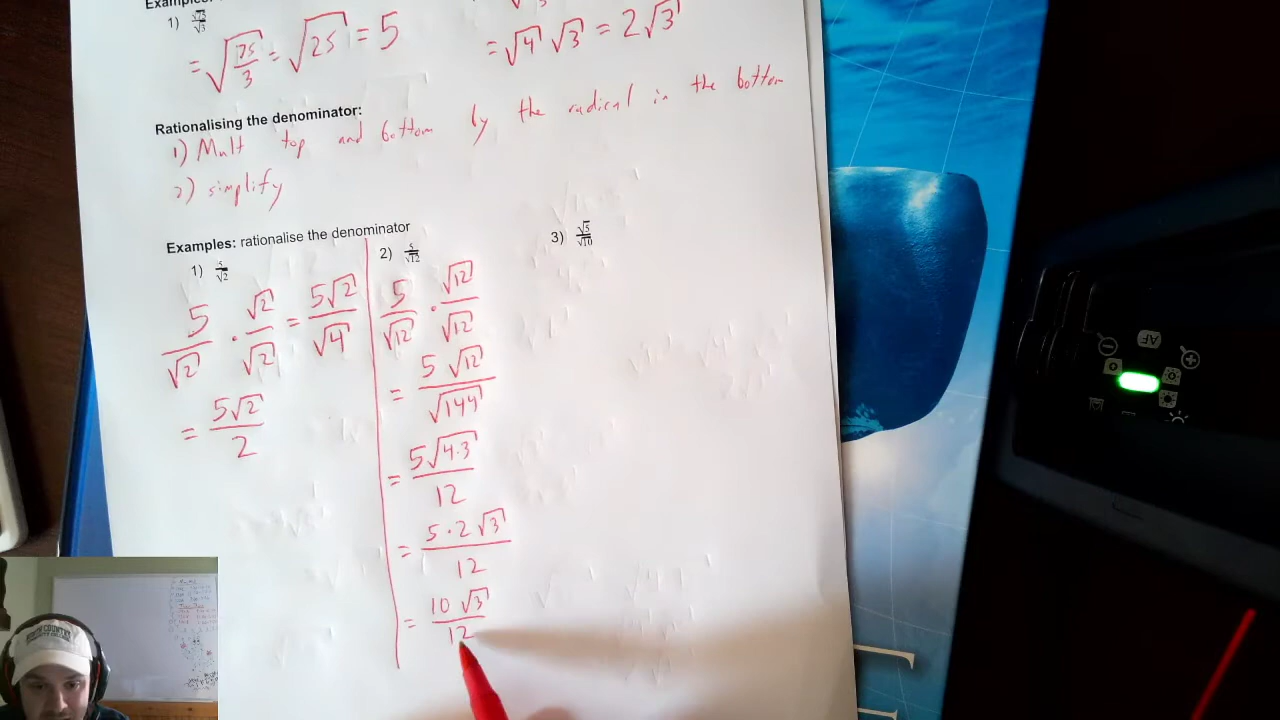 Examples:
1) √75/√3
= √(75/3) = √25 = 5
= √4 √3 = 2√3
Rationalising the denominator:
1) Mult top and bottom by the radical in the bottom
2) simplify
Examples: rationalise the denominator
1) 5/√2
5/√2 · √2/√2 = 5√2/√4
= 5√2/2
2) 5/√12
5/√12 · √12/√12
= 5√12/√144
= 5√(4·3)/12
= 5·2√3/12
= 10√3/12
3) √5/√10
AF